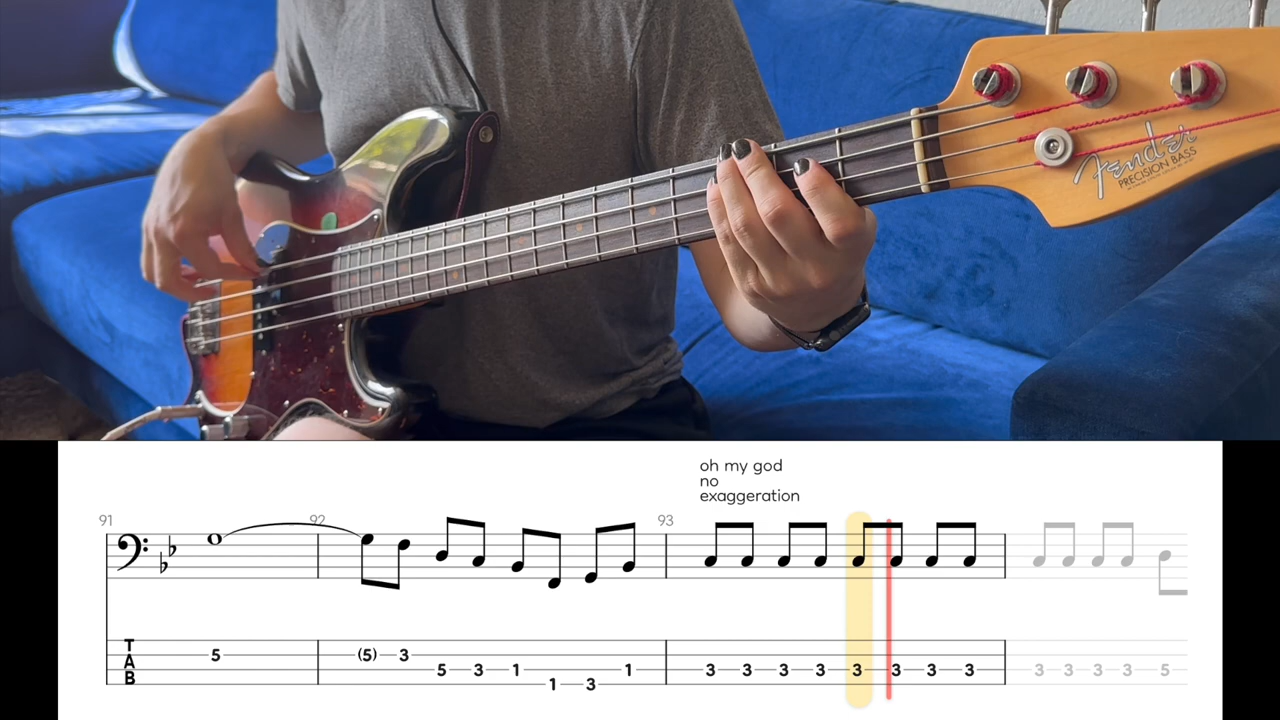 Fender
PRECISION BASS
oh my god
no
exaggeration
91
92
93
T
A
B
5
(5) 3
5 3 1
1 3
1
3 3 3 3 3 3 3 3
3 3 3 3 5